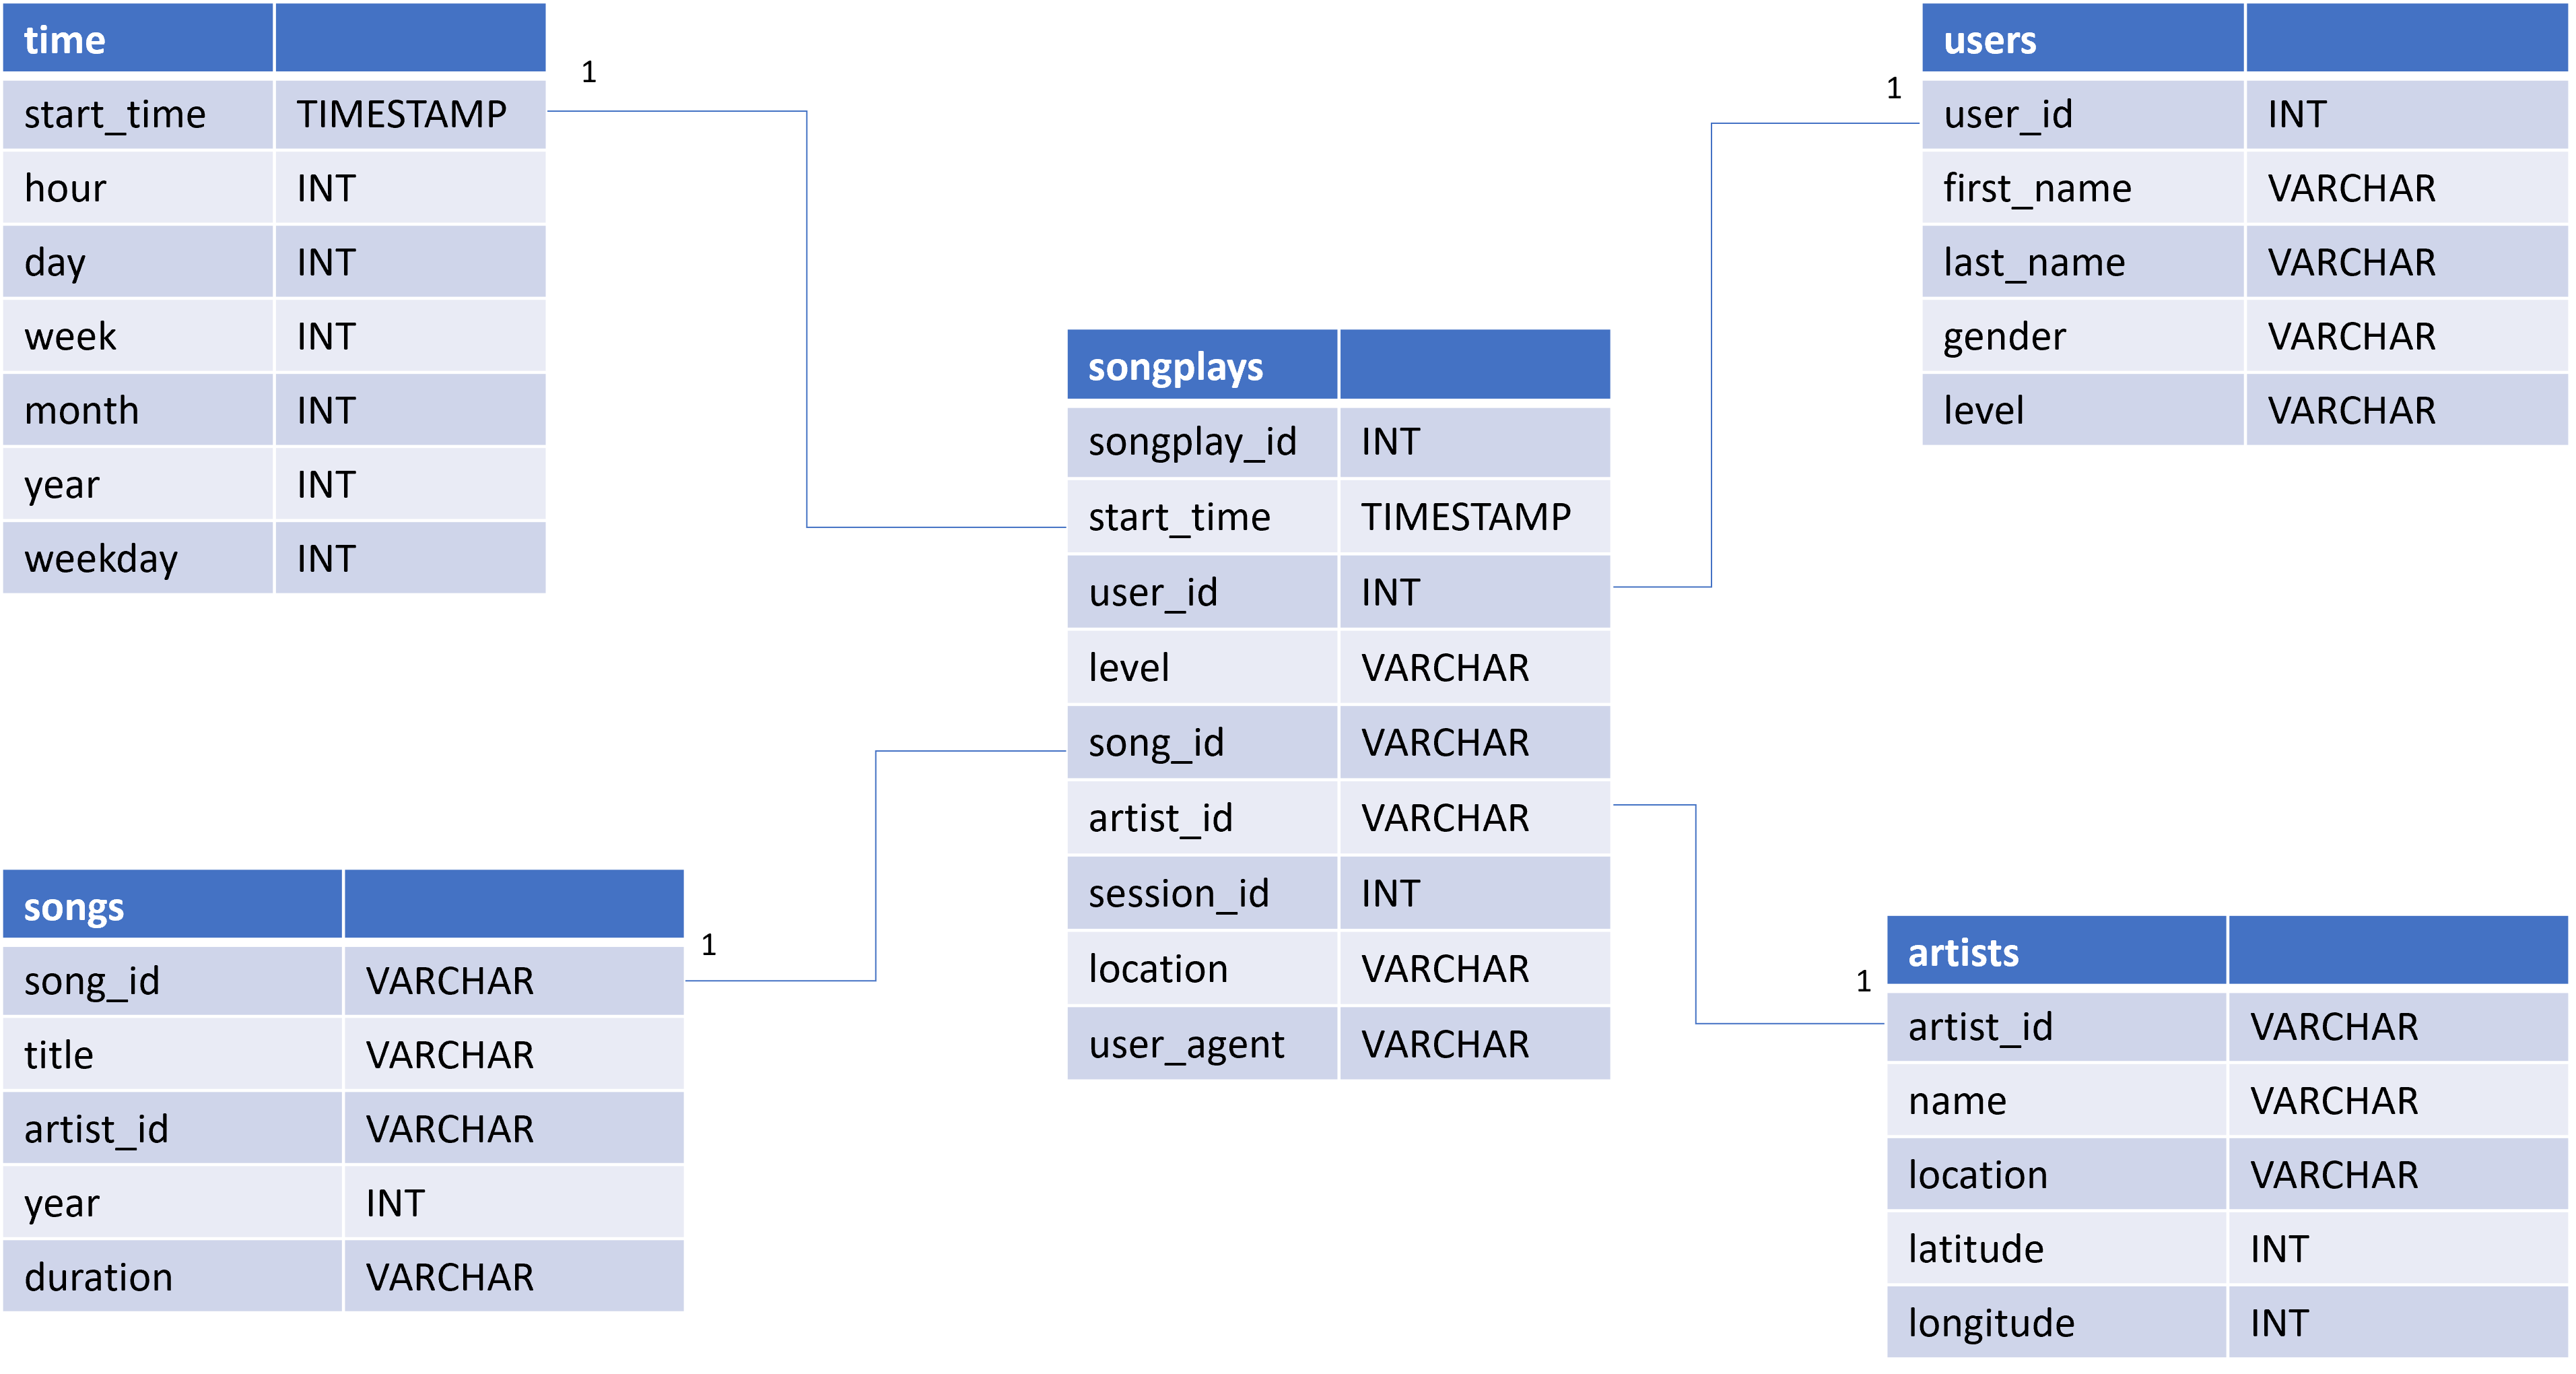 time
start_time TIMESTAMP
hour INT
day INT
week INT
month INT
year INT
weekday INT
1
users
user_id INT
first_name VARCHAR
last_name VARCHAR
gender VARCHAR
level VARCHAR
1
songplays
songplay_id INT
start_time TIMESTAMP
user_id INT
level VARCHAR
song_id VARCHAR
artist_id VARCHAR
session_id INT
location VARCHAR
user_agent VARCHAR
songs
song_id VARCHAR
title VARCHAR
artist_id VARCHAR
year INT
duration VARCHAR
1
artists
artist_id VARCHAR
name VARCHAR
location VARCHAR
latitude INT
longitude INT
1